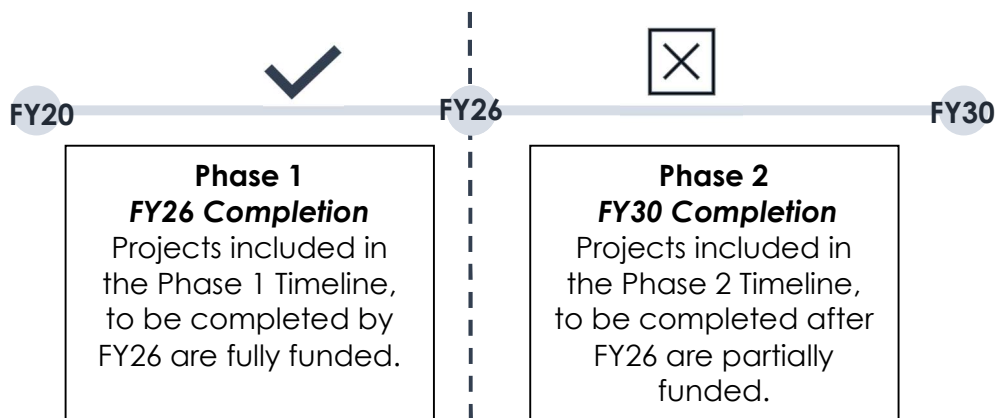 FY20
FY26
FY30
Phase 1
FY26 Completion
Projects included in
the Phase 1 Timeline,
to be completed by
FY26 are fully funded.
Phase 2
FY30 Completion
Projects included in
the Phase 2 Timeline,
to be completed after
FY26 are partially
funded.